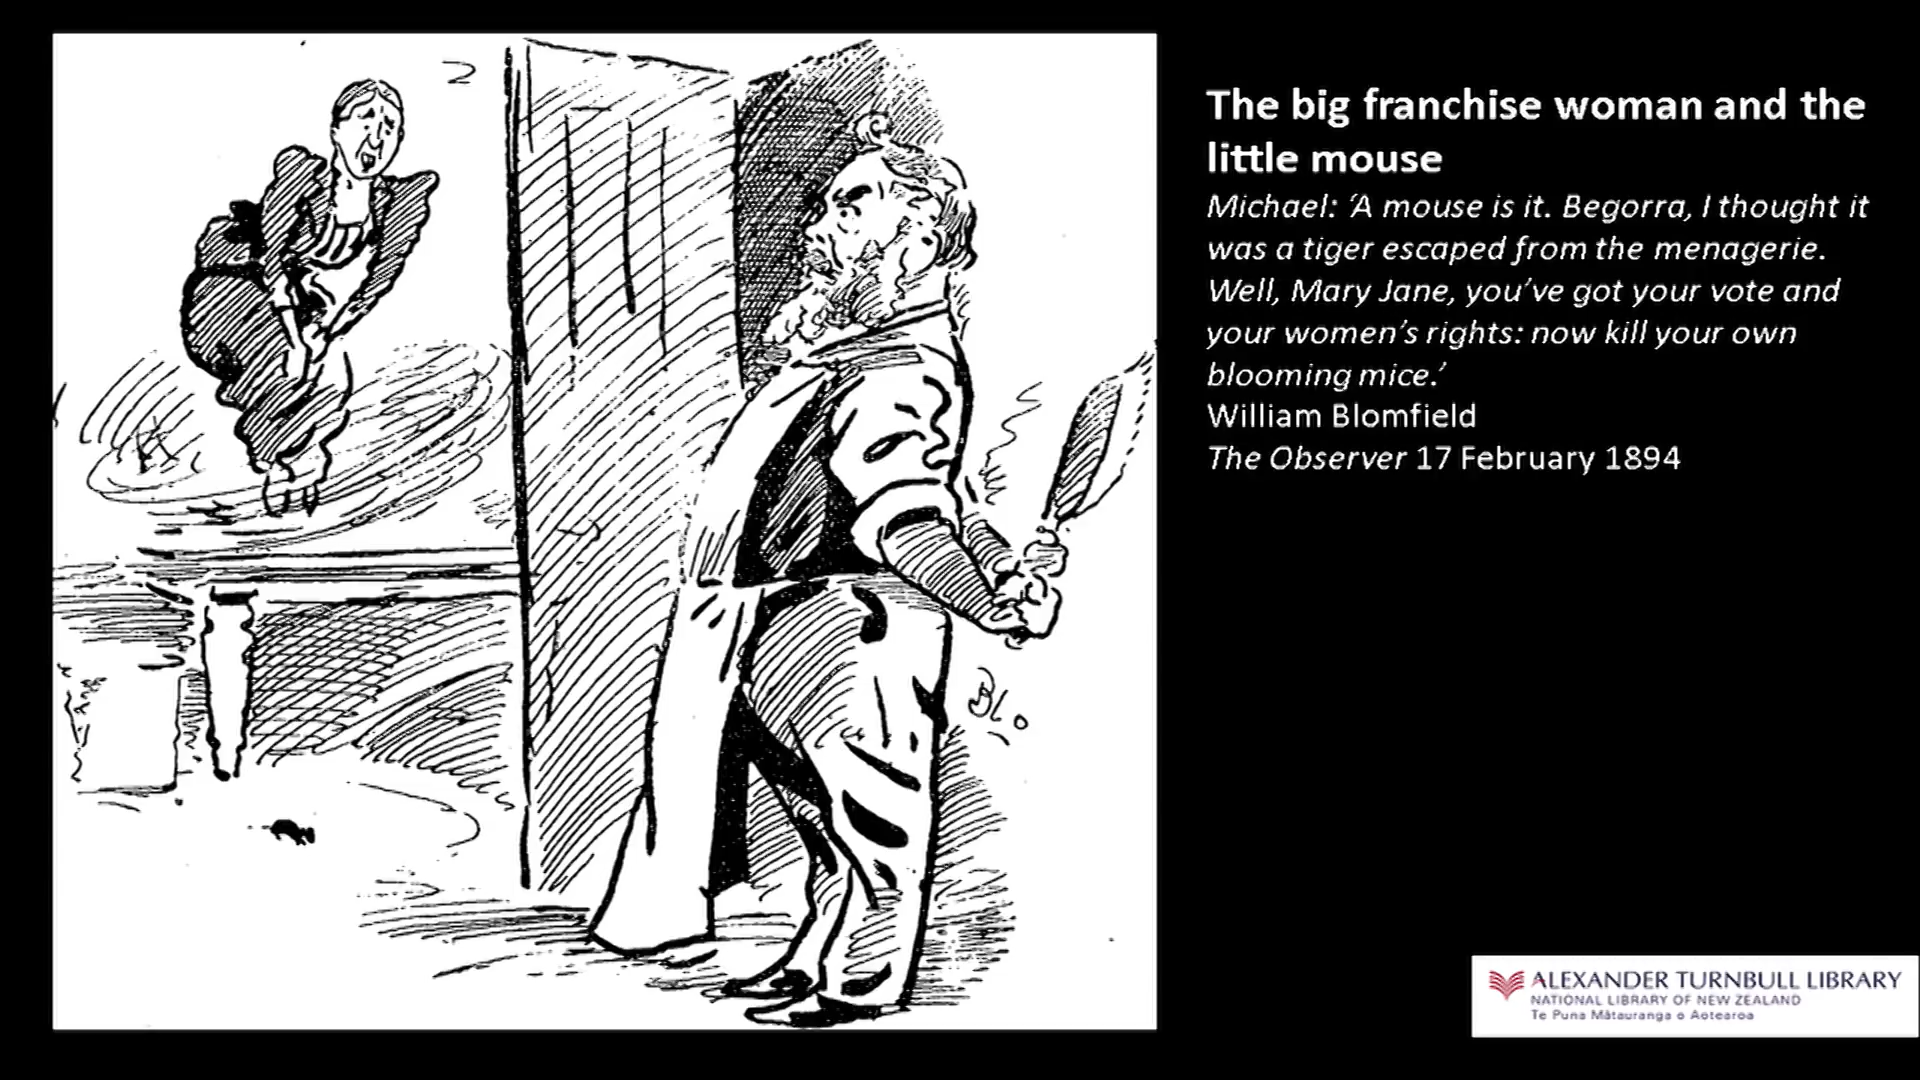 The big franchise woman and the
little mouse
Michael: ‘A mouse is it. Begorra, I thought it
was a tiger escaped from the menagerie.
Well, Mary Jane, you’ve got your vote and
your women’s rights: now kill your own
blooming mice.’
William Blomfield
The Observer 17 February 1894
Blo
ALEXANDER TURNBULL LIBRARY
NATIONAL LIBRARY OF NEW ZEALAND
Te Puna Mātauranga o Aotearoa